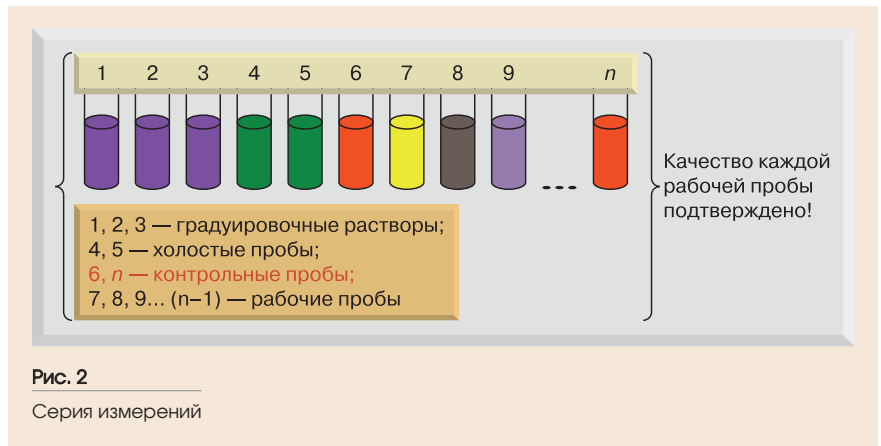 1 2 3 4 5 6 7 8 9 n
Качество каждой
рабочей пробы
подтверждено!
1, 2, 3 — градуировочные растворы;
4, 5 — холостые пробы;
6, n — контрольные пробы;
7, 8, 9... (n–1) — рабочие пробы
Рис. 2
Серия измерений